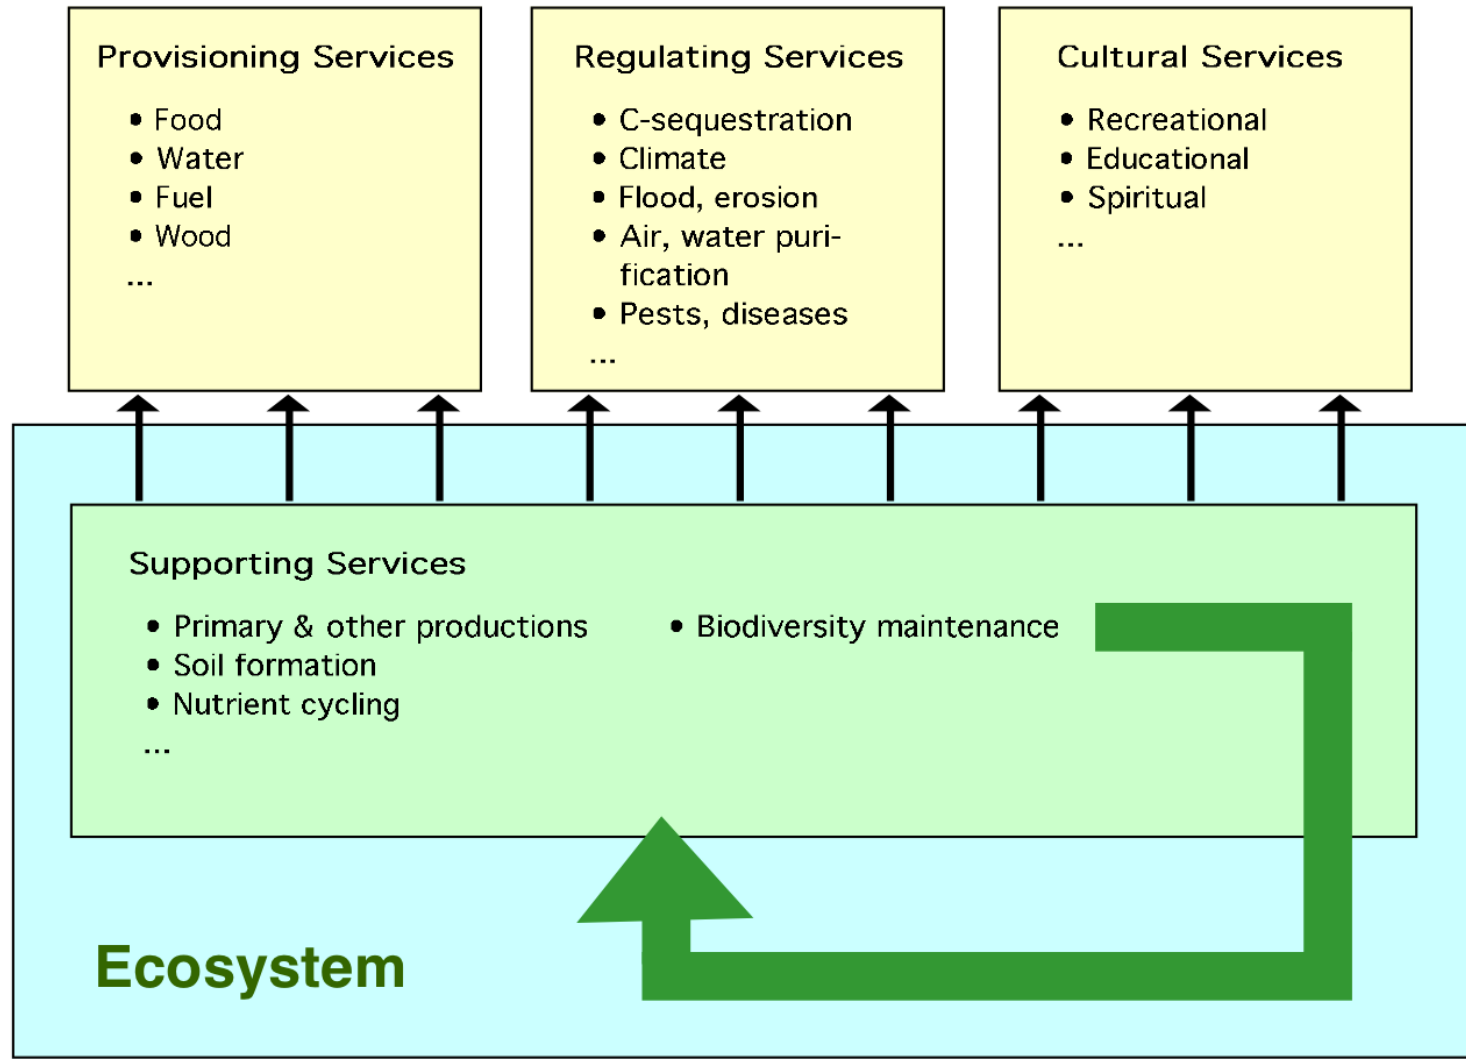 Provisioning Services
• Food
• Water
• Fuel
• Wood
...
Regulating Services
• C-sequestration
• Climate
• Flood, erosion
• Air, water puri-
fication
• Pests, diseases
...
Cultural Services
• Recreational
• Educational
• Spiritual
...
Supporting Services
• Primary & other productions
• Soil formation
• Nutrient cycling
...
• Biodiversity maintenance
Ecosystem